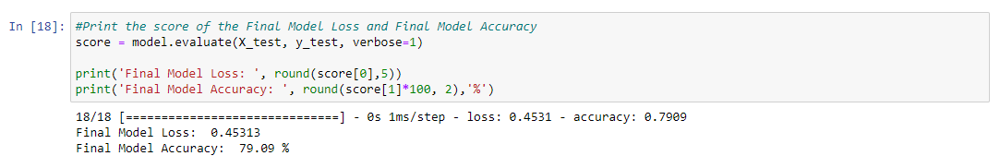 In [18]: #Print the score of the Final Model Loss and Final Model Accuracy
score = model.evaluate(X_test, y_test, verbose=1)
print('Final Model Loss: ', round(score[0],5))
print('Final Model Accuracy: ', round(score[1]*100, 2),'%')
18/18 [==============================] - 0s 1ms/step - loss: 0.4531 - accuracy: 0.7909
Final Model Loss:  0.45313
Final Model Accuracy:  79.09 %